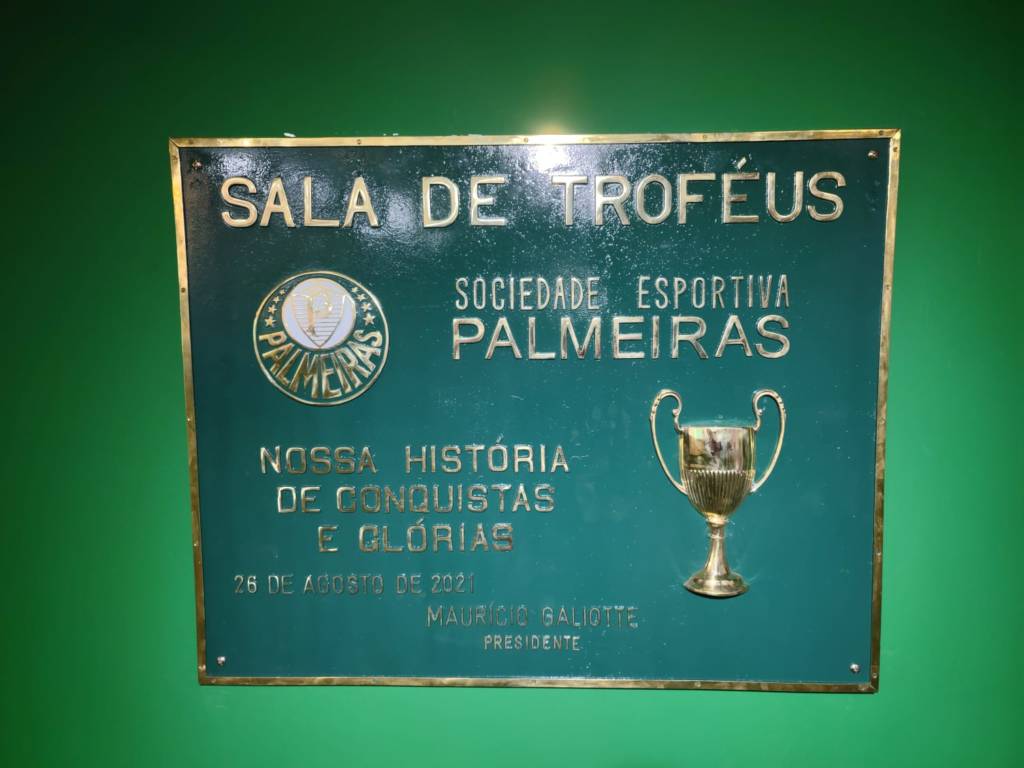 SALA DE TROFÉUS
SOCIEDADE ESPORTIVA
PALMEIRAS
P
PALMEIRAS
NOSSA HISTÓRIA
DE CONQUISTAS
E GLÓRIAS
26 DE AGOSTO DE 2021
MAURÍCIO GALIOTTE
PRESIDENTE